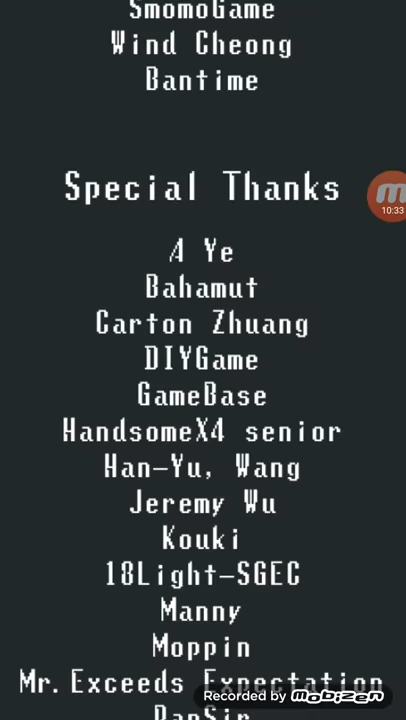 SmomoGame
Wind Cheong
Bantime
Special Thanks
10:33
A Ye
Bahamut
Carton Zhuang
DIYGame
GameBase
HandsomeX4 senior
Han-Yu, Wang
Jeremy Wu
Kouki
18Light-SGEC
Manny
Moppin
Mr. Exceeds Expectation
Recorded by mobizen